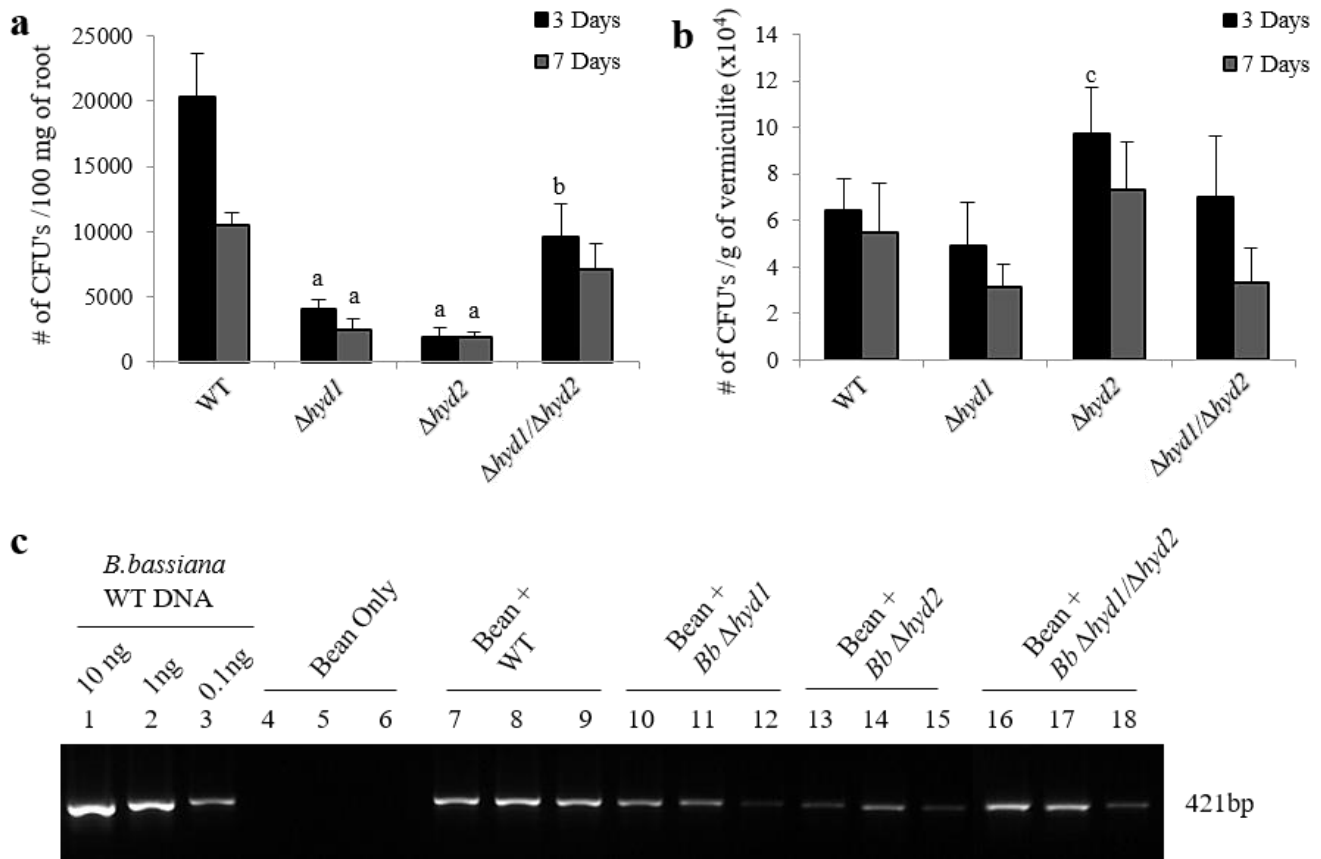 a
# of CFU's /100 mg of root
25000
20000
15000
10000
5000
0
3 Days
7 Days
a
a
a
a
b
WT
Δhyd1
Δhyd2
Δhyd1/Δhyd2
b
# of CFU's /g of vermiculite (x10⁴)
14
12
10
8
6
4
2
0
3 Days
7 Days
c
WT
Δhyd1
Δhyd2
Δhyd1/Δhyd2
c
B.bassiana
WT DNA
10 ng
1ng
0.1ng
Bean Only
Bean +
WT
Bean +
Bb Δhyd1
Bean +
Bb Δhyd2
Bean +
Bb Δhyd1/Δhyd2
1 2 3 4 5 6 7 8 9 10 11 12 13 14 15 16 17 18
421bp